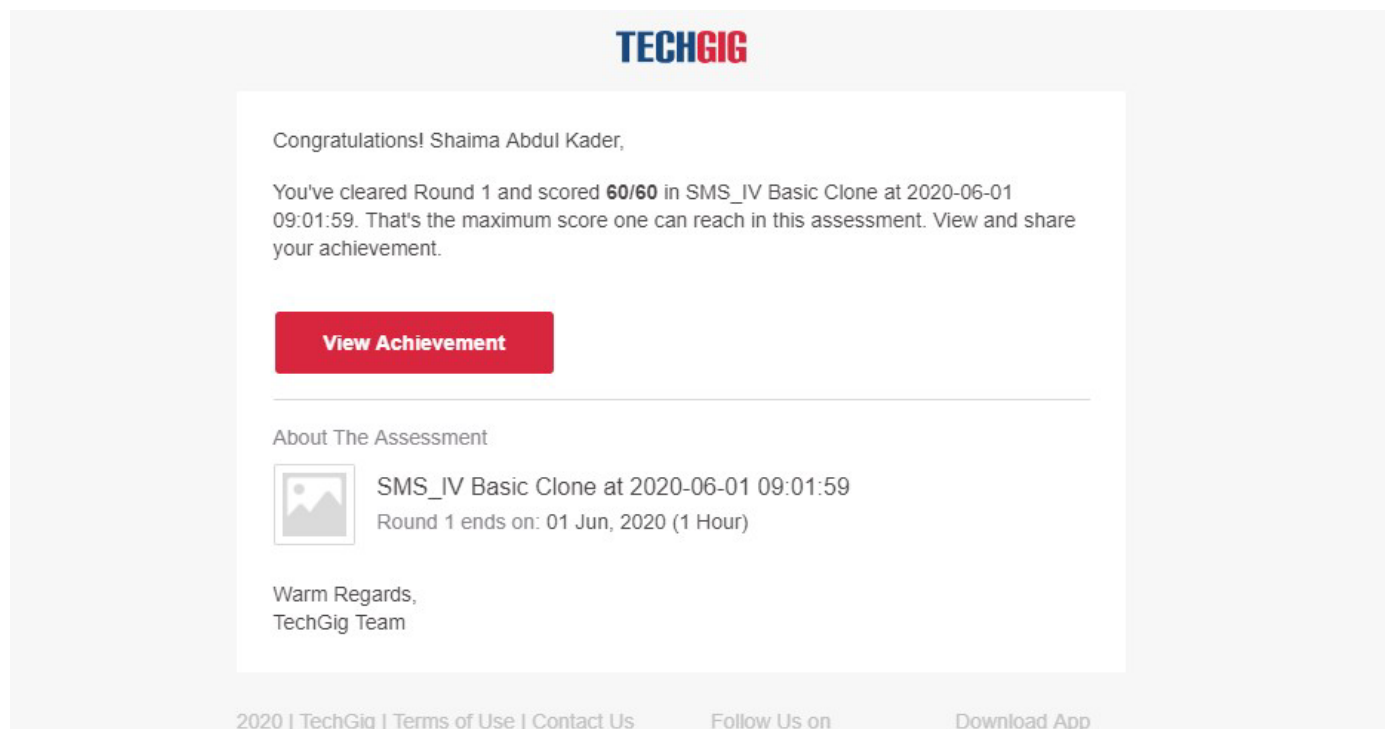 TECHGIG
Congratulations! Shaima Abdul Kader,
You've cleared Round 1 and scored 60/60 in SMS_IV Basic Clone at 2020-06-01
09:01:59. That's the maximum score one can reach in this assessment. View and share
your achievement.
View Achievement
About The Assessment
SMS_IV Basic Clone at 2020-06-01 09:01:59
Round 1 ends on: 01 Jun, 2020 (1 Hour)
Warm Regards,
TechGig Team
2020 | TechGig | Terms of Use | Contact Us Follow Us on Download App